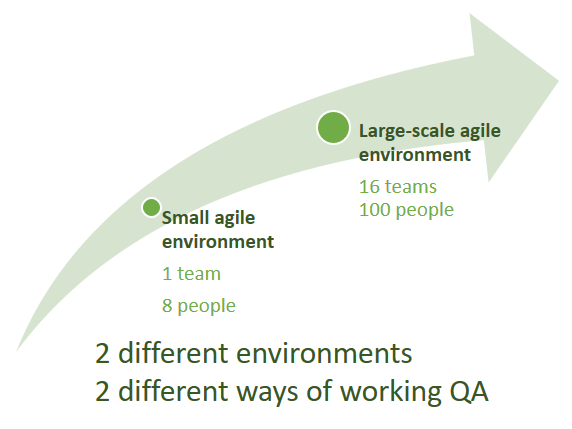 Large-scale agile
environment
16 teams
100 people
Small agile
environment
1 team
8 people
2 different environments
2 different ways of working QA